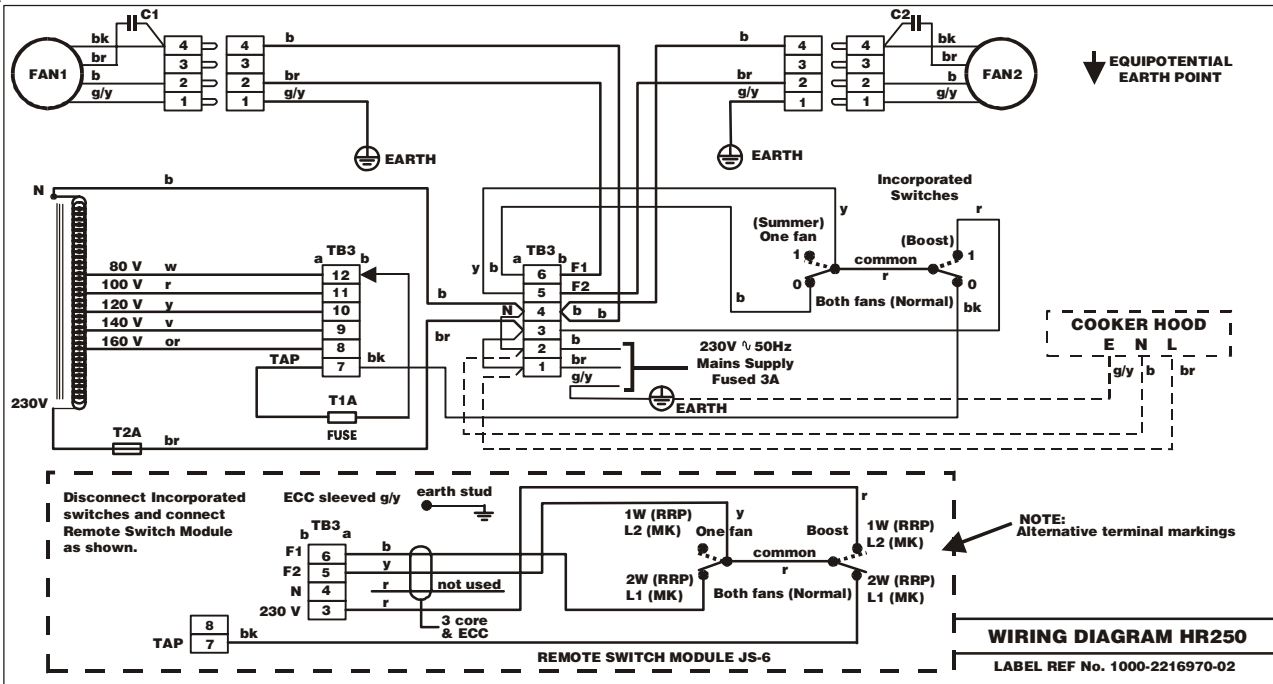 C1
C2
bk
br
b
g/y
FAN1
4
3
2
1
4
3
2
1
b
br
g/y
EARTH
b
br
g/y
EARTH
4
3
2
1
4
3
2
1
bk
br
b
g/y
FAN2
EQUIPOTENTIAL
EARTH POINT
N
b
80 V w
100 V r
120 V y
140 V v
160 V or
TAP
TB3
a b
12
11
10
9
8
7
bk
T1A
FUSE
230V
T2A
br
b
br
TB3
a b
y b
6 F1
5 F2
4
3
2
1
N
b b
b
br
g/y
230V ∿ 50Hz
Mains Supply
Fused 3A
EARTH
Incorporated
Switches
y
r
(Summer)
One fan
(Boost)
1
1
common
r
0
0
b
Both fans (Normal)
bk
COOKER HOOD
E N L
g/y b br
Disconnect Incorporated
switches and connect
Remote Switch Module
as shown.
ECC sleeved g/y
earth stud
TB3
b a
F1 6 b
F2 5 y
N 4 r not used
230 V 3 r
3 core
& ECC
8
TAP 7 bk
1W (RRP)
L2 (MK)
y
One fan
Boost
r
1W (RRP)
L2 (MK)
common
r
2W (RRP)
L1 (MK)
Both fans (Normal)
2W (RRP)
L1 (MK)
NOTE:
Alternative terminal markings
REMOTE SWITCH MODULE JS-6
WIRING DIAGRAM HR250
LABEL REF No. 1000-2216970-02